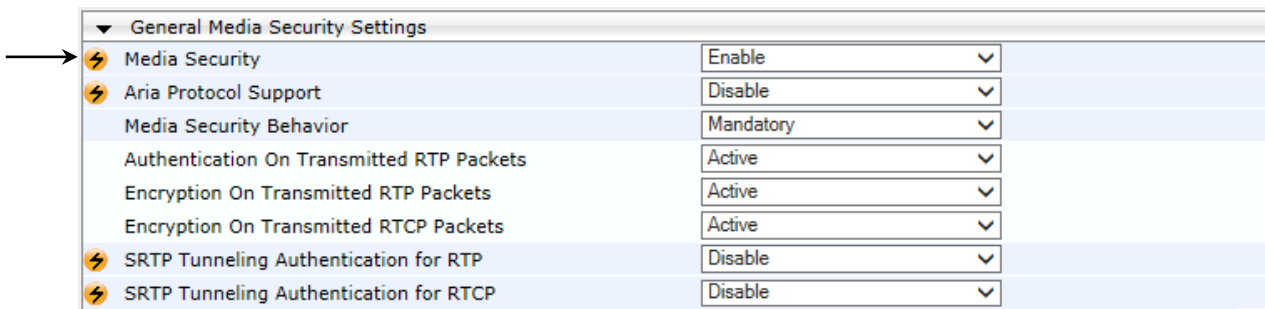 General Media Security Settings
Media Security Enable
Aria Protocol Support Disable
Media Security Behavior Mandatory
Authentication On Transmitted RTP Packets Active
Encryption On Transmitted RTP Packets Active
Encryption On Transmitted RTCP Packets Active
SRTP Tunneling Authentication for RTP Disable
SRTP Tunneling Authentication for RTCP Disable